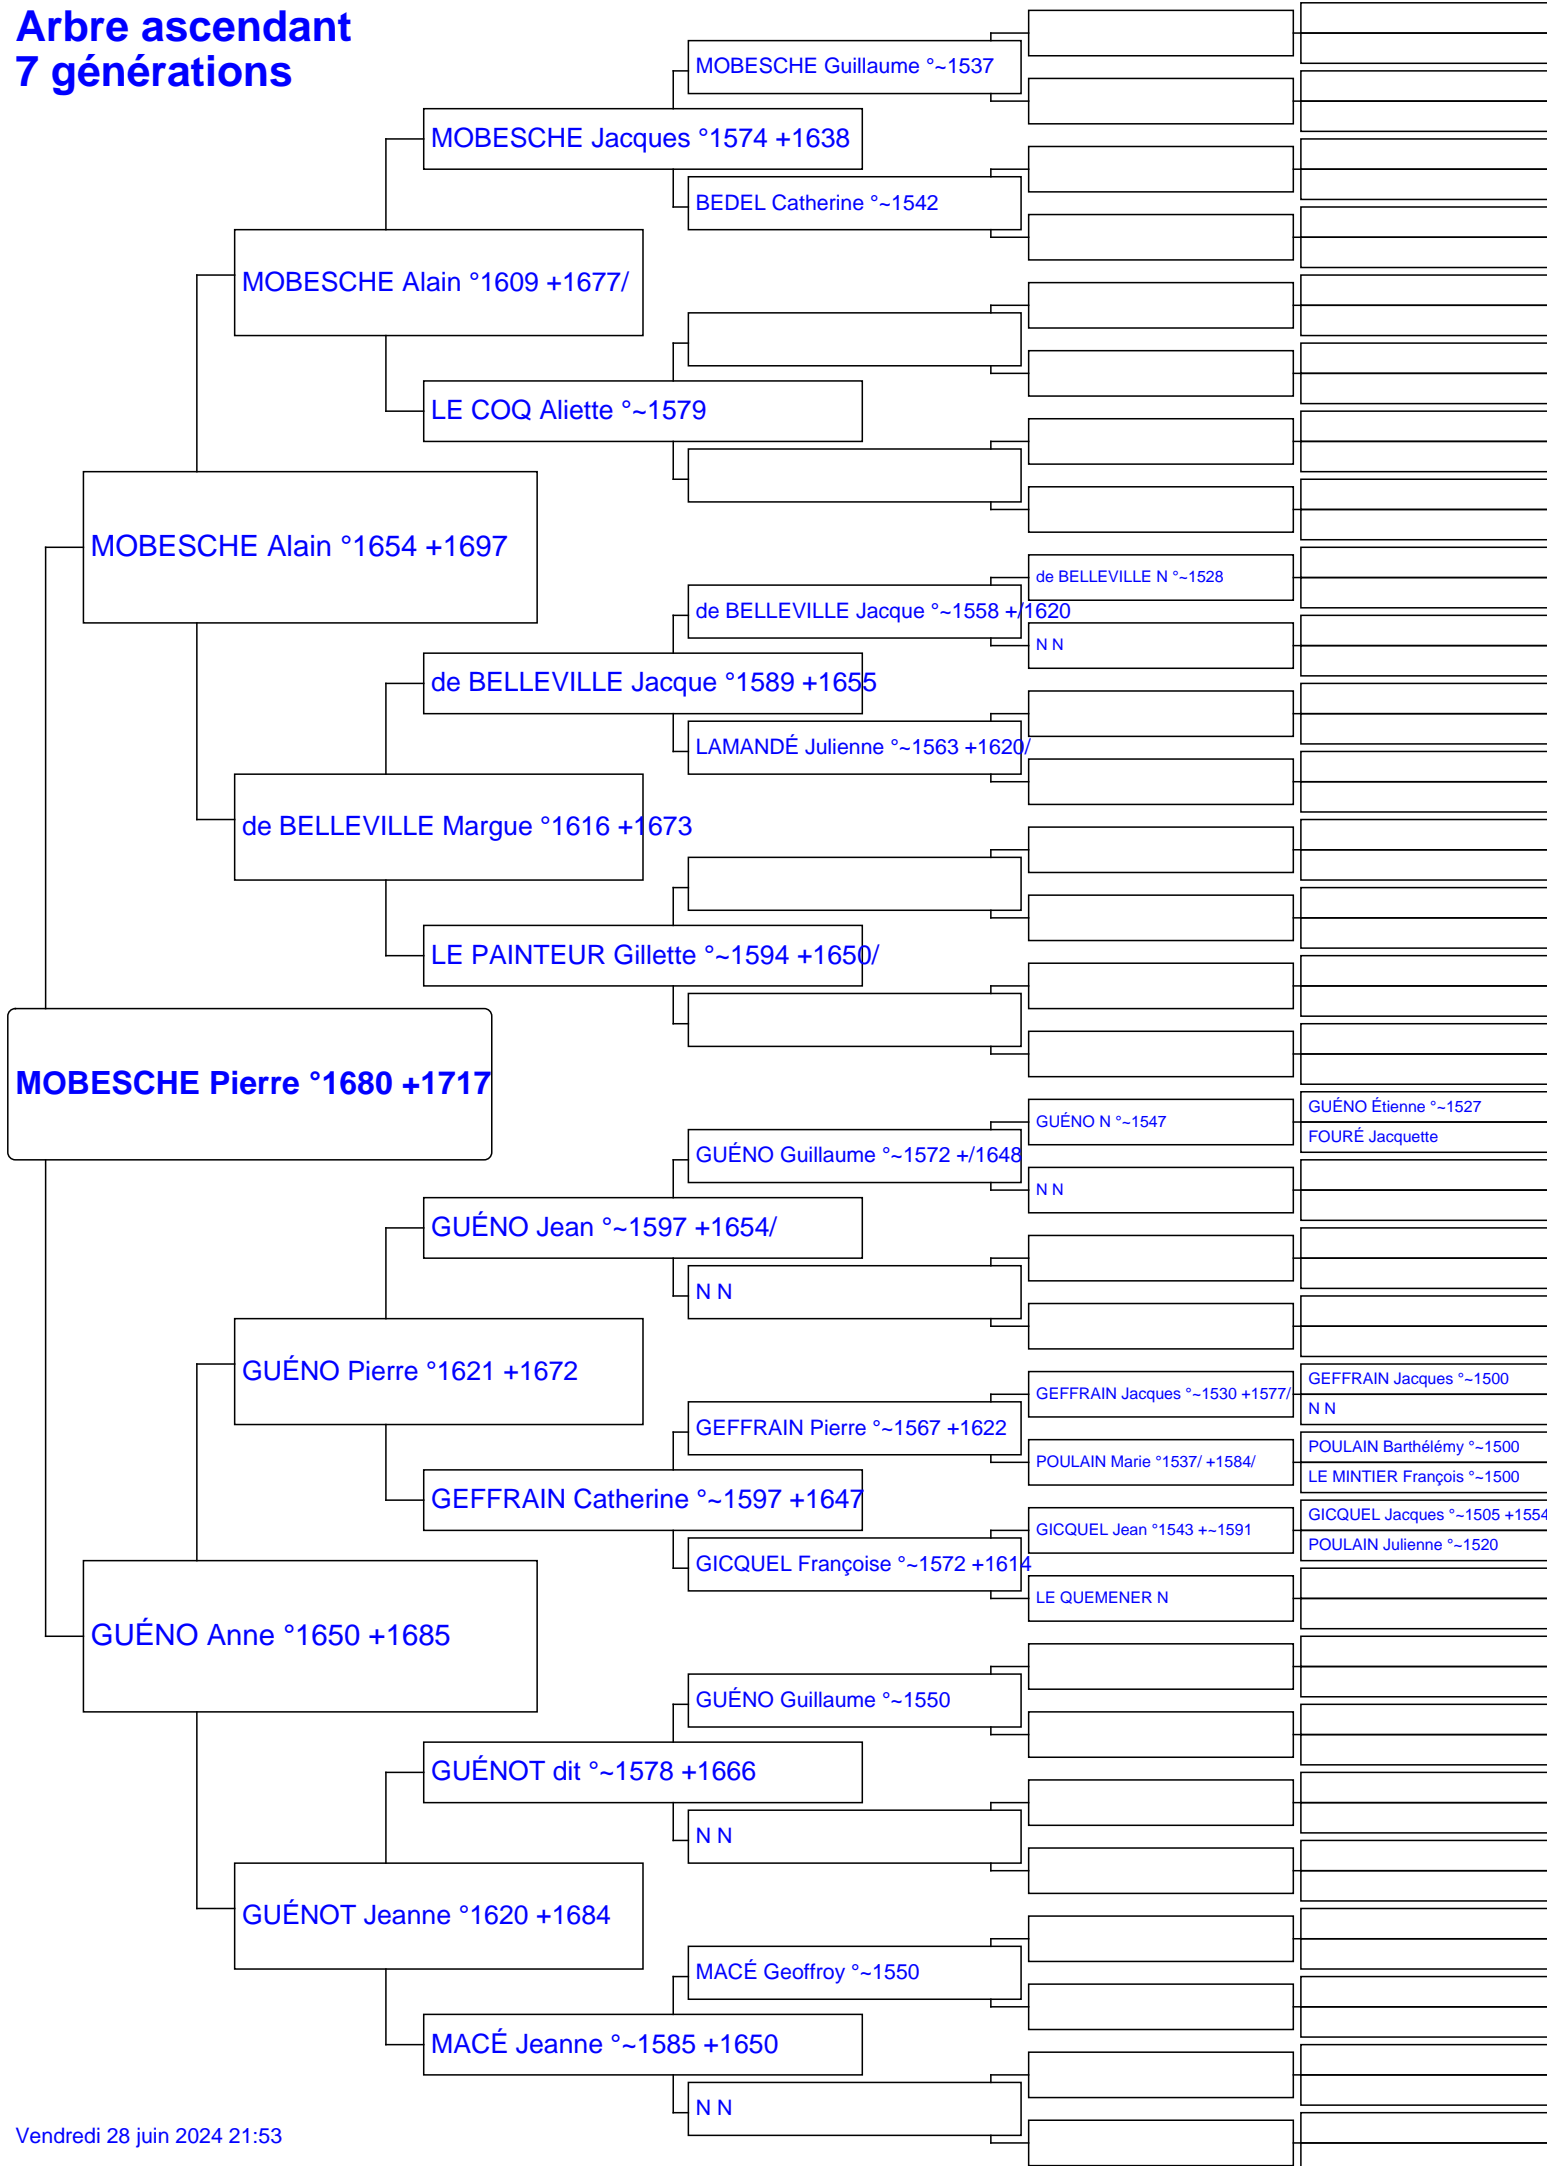 Arbre ascendant
7 générations
MOBESCHE Guillaume °~1537
MOBESCHE Jacques °1574 +1638
BEDEL Catherine °~1542
MOBESCHE Alain °1609 +1677/
LE COQ Aliette °~1579
MOBESCHE Alain °1654 +1697
de BELLEVILLE N °~1528
de BELLEVILLE Jacque °~1558 +/1620
N N
de BELLEVILLE Jacque °1589 +1655
LAMANDÉ Julienne °~1563 +1620/
de BELLEVILLE Margue °1616 +1673
LE PAINTEUR Gillette °~1594 +1650/
MOBESCHE Pierre °1680 +1717
GUÉNO Étienne °~1527
GUÉNO N °~1547
FOURÉ Jacquette
GUÉNO Guillaume °~1572 +/1648
N N
GUÉNO Jean °~1597 +1654/
N N
GUÉNO Pierre °1621 +1672
GEFFRAIN Jacques °~1500
GEFFRAIN Jacques °~1530 +1577/
N N
GEFFRAIN Pierre °~1567 +1622
POULAIN Barthélémy °~1500
POULAIN Marie °1537/ +1584/
LE MINTIER François °~1500
GEFFRAIN Catherine °~1597 +1647
GICQUEL Jacques °~1505 +1554
GICQUEL Jean °1543 +~1591
POULAIN Julienne °~1520
GICQUEL Françoise °~1572 +1614
LE QUEMENER N
GUÉNO Anne °1650 +1685
GUÉNO Guillaume °~1550
GUÉNOT dit °~1578 +1666
N N
GUÉNOT Jeanne °1620 +1684
MACÉ Geoffroy °~1550
MACÉ Jeanne °~1585 +1650
N N
Vendredi 28 juin 2024 21:53